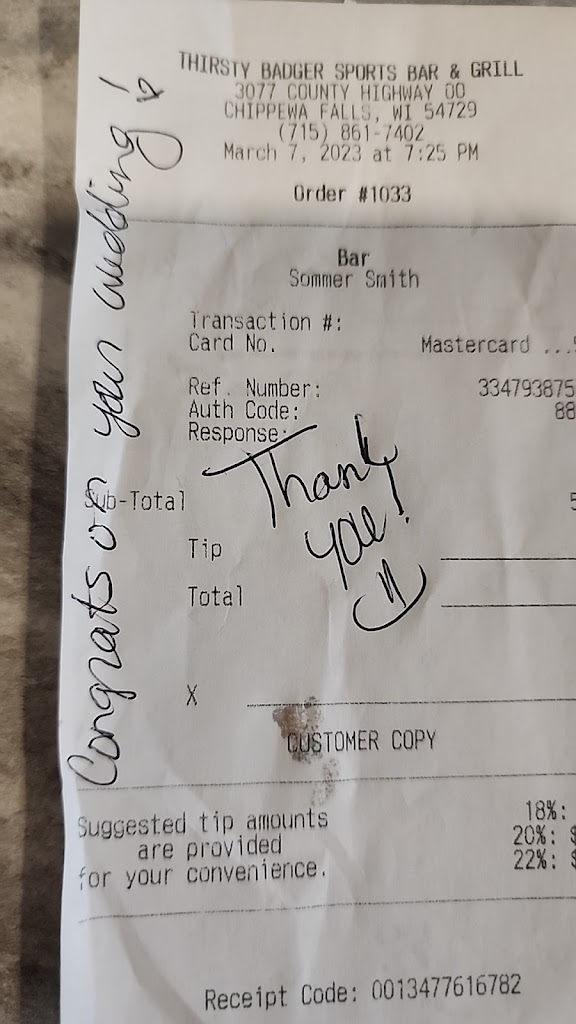 THIRSTY BADGER SPORTS BAR & GRILL
3077 COUNTY HIGHWAY OO
CHIPPEWA FALLS, WI 54729
(715) 861-7402
March 7, 2023 at 7:25 PM
Order #1033
Bar
Sommer Smith
Transaction #:
Card No. Mastercard ...
Ref. Number: 334793875
Auth Code: 88
Response:
Sub-Total 5
Tip
Total
Thank
you!
X
CUSTOMER COPY
Suggested tip amounts 18%:
are provided 20%: $
for your convenience. 22%: $
Receipt Code: 0013477616782
Congrats on your wedding!